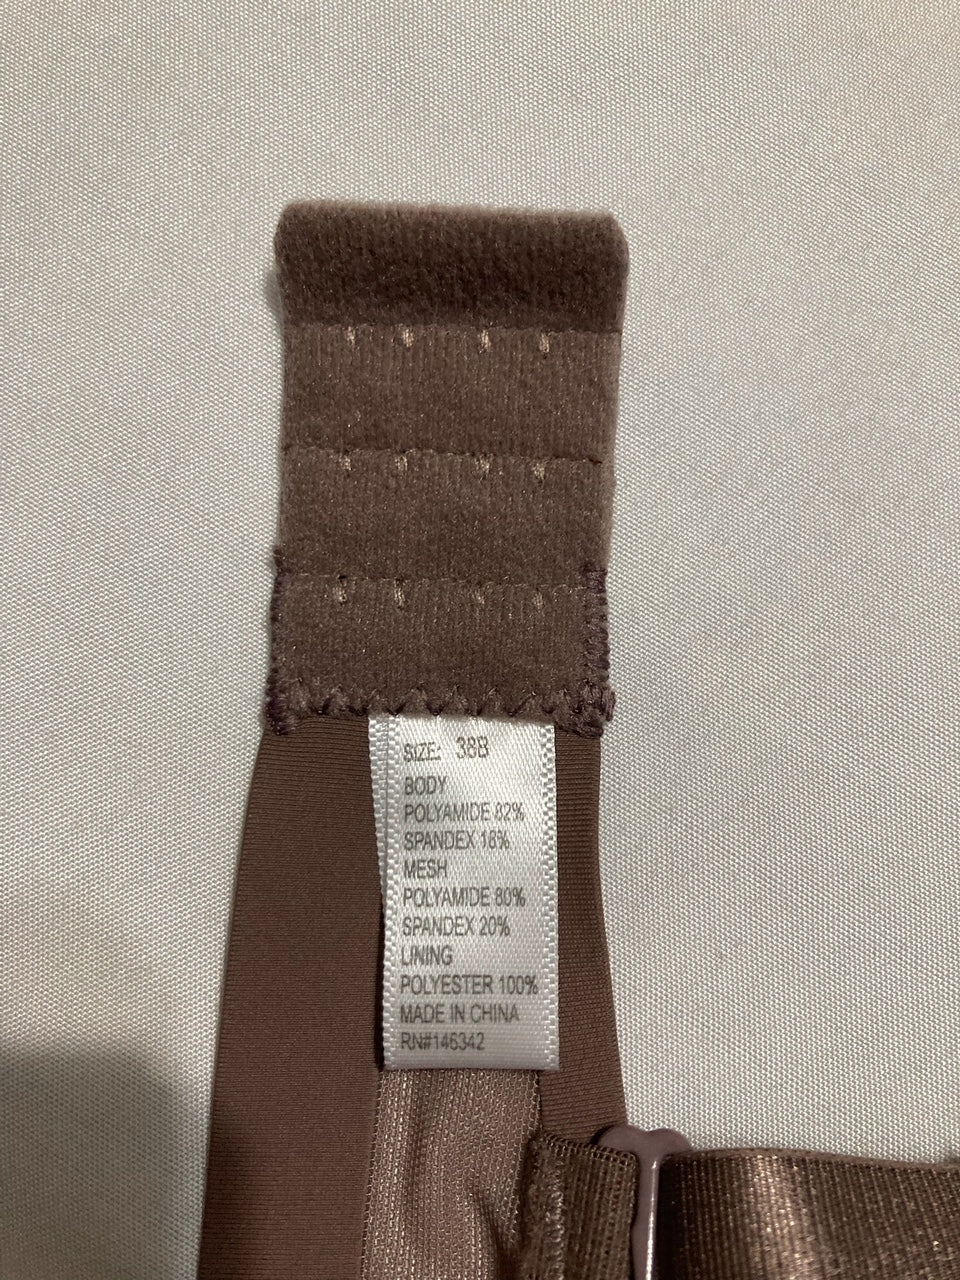 SIZE: 38B
BODY
POLYAMIDE 82%
SPANDEX 18%
MESH
POLYAMIDE 80%
SPANDEX 20%
LINING
POLYESTER 100%
MADE IN CHINA
RN#146342